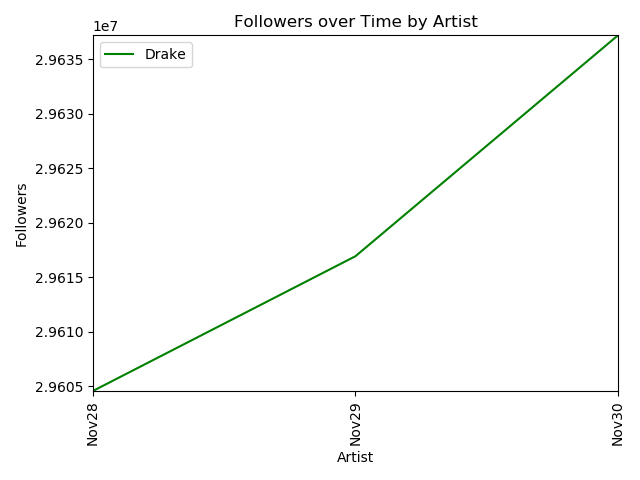 Followers over Time by Artist
1e7
Drake
2.9635
2.9630
2.9625
2.9620
2.9615
2.9610
2.9605
Followers
Nov28
Nov29
Nov30
Artist